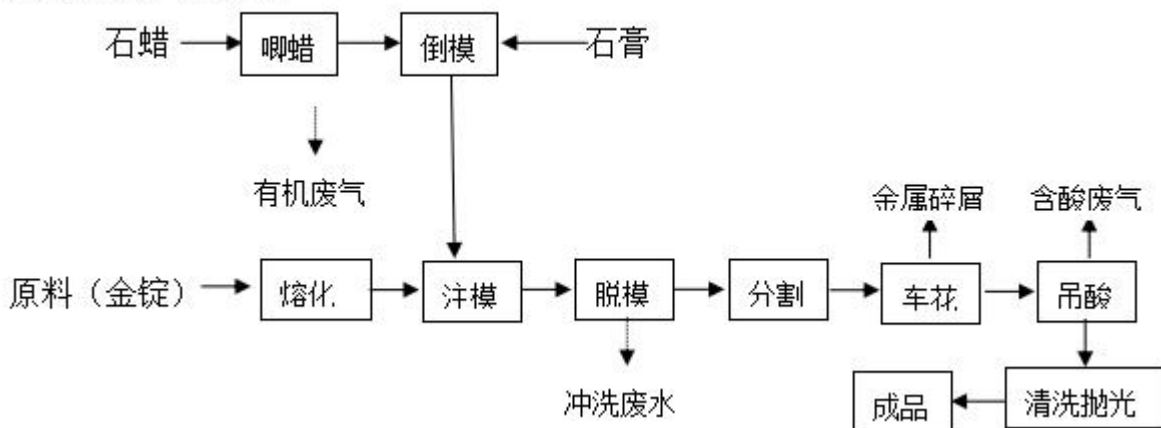 石蜡 唧蜡 倒模 石膏
有机废气
金属碎屑 含酸废气
原料（金锭） 熔化 注模 脱模 分割 车花 吊酸
冲洗废水
成品 清洗抛光